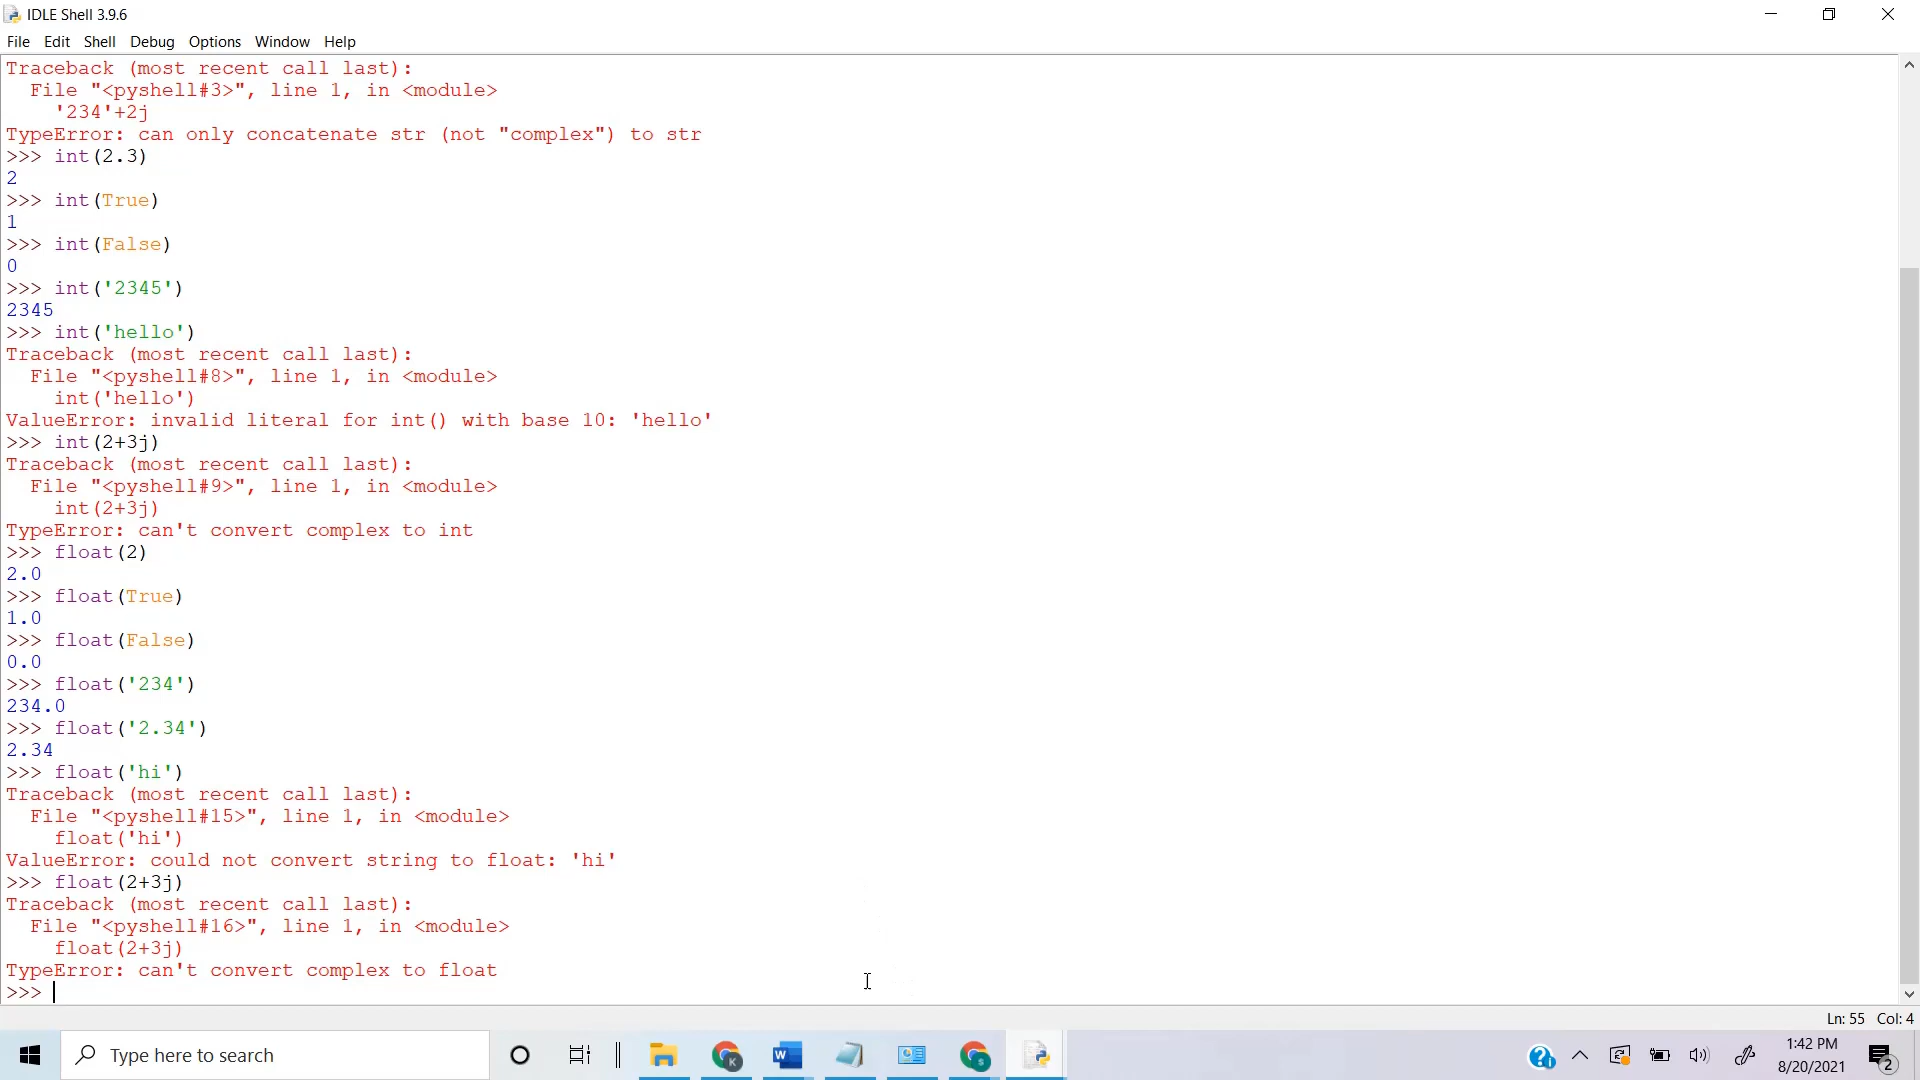 IDLE Shell 3.9.6
File Edit Shell Debug Options Window Help
Traceback (most recent call last):
  File "<pyshell#3>", line 1, in <module>
    '234'+2j
TypeError: can only concatenate str (not "complex") to str
>>> int(2.3)
2
>>> int(True)
1
>>> int(False)
0
>>> int('2345')
2345
>>> int('hello')
Traceback (most recent call last):
  File "<pyshell#8>", line 1, in <module>
    int('hello')
ValueError: invalid literal for int() with base 10: 'hello'
>>> int(2+3j)
Traceback (most recent call last):
  File "<pyshell#9>", line 1, in <module>
    int(2+3j)
TypeError: can't convert complex to int
>>> float(2)
2.0
>>> float(True)
1.0
>>> float(False)
0.0
>>> float('234')
234.0
>>> float('2.34')
2.34
>>> float('hi')
Traceback (most recent call last):
  File "<pyshell#15>", line 1, in <module>
    float('hi')
ValueError: could not convert string to float: 'hi'
>>> float(2+3j)
Traceback (most recent call last):
  File "<pyshell#16>", line 1, in <module>
    float(2+3j)
TypeError: can't convert complex to float
>>>
Ln: 55 Col: 4
Type here to search
K
W
S
1:42 PM
8/20/2021
2